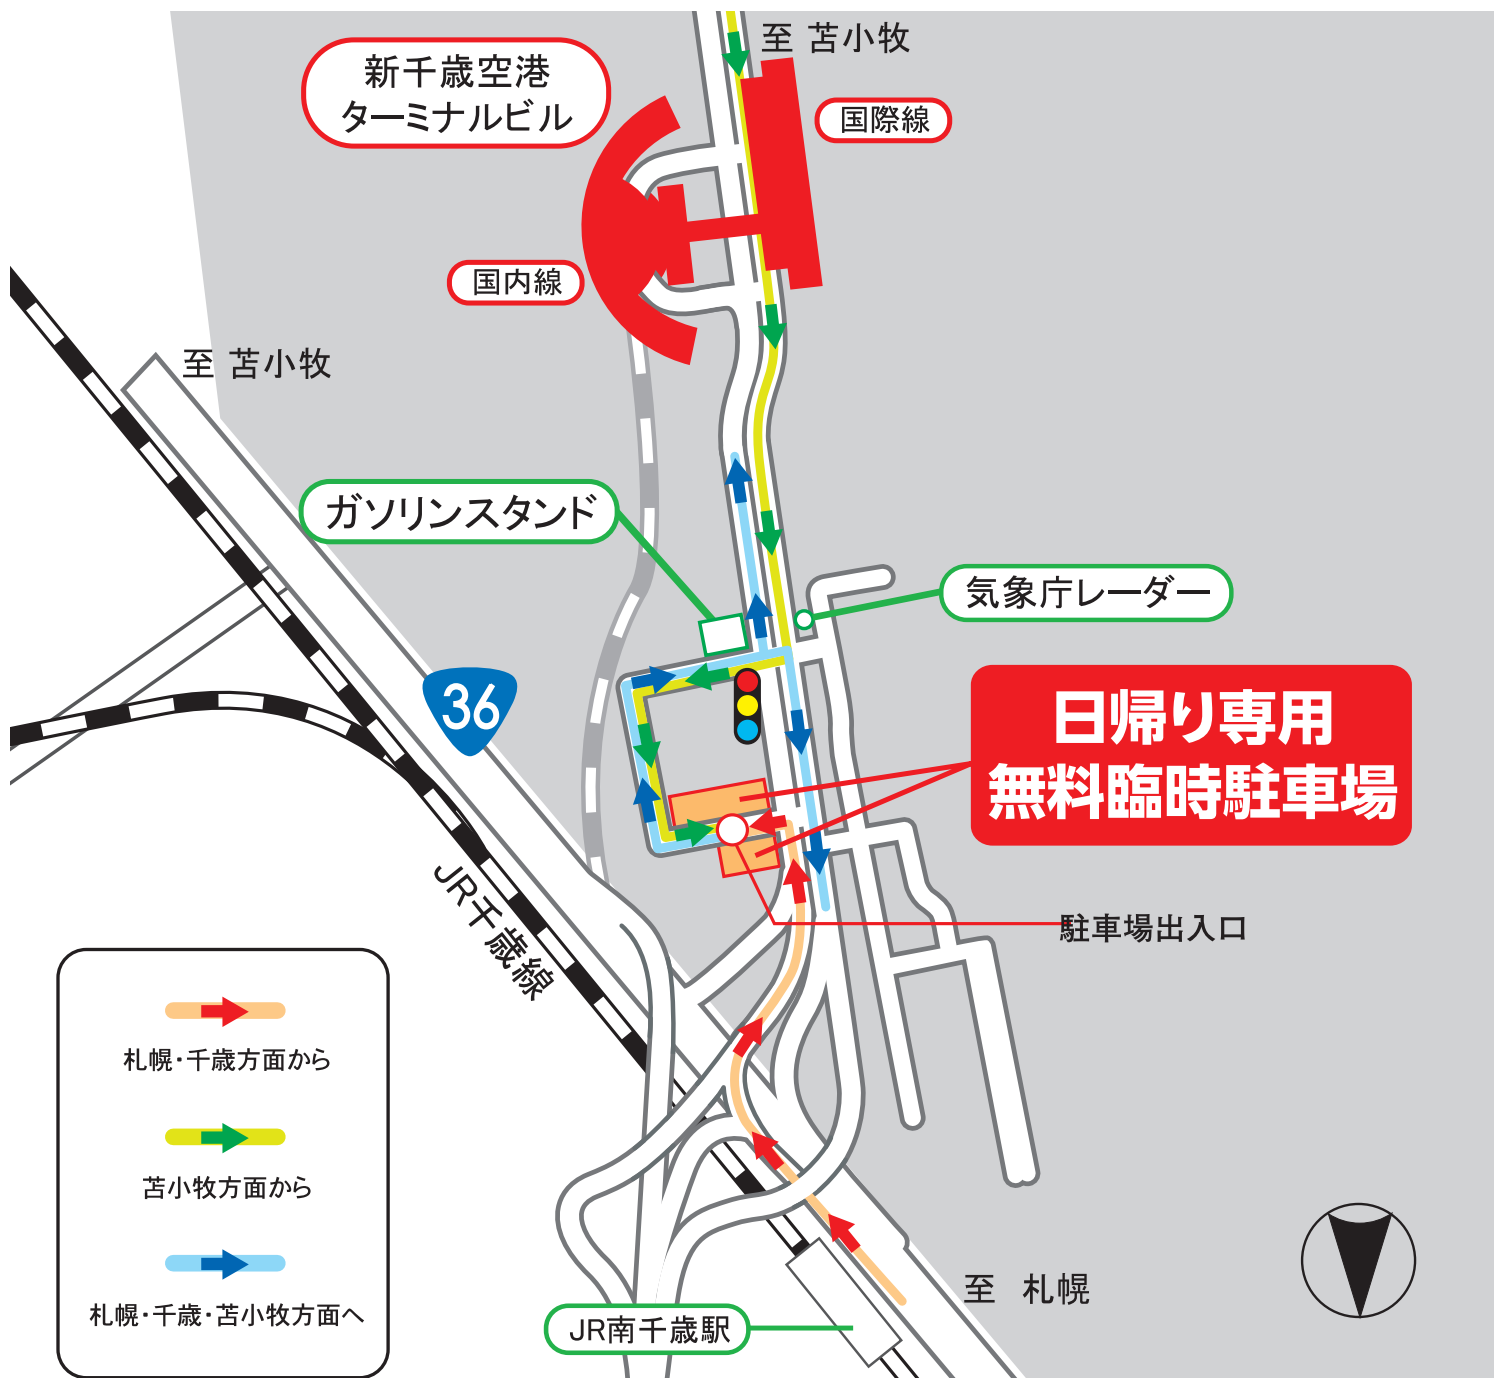 至 苫小牧
新千歳空港
ターミナルビル
国際線
国内線
至 苫小牧
ガソリンスタンド
気象庁レーダー
36
日帰り専用
無料臨時駐車場
JR千歳線
駐車場出入口
札幌・千歳方面から
苫小牧方面から
札幌・千歳・苫小牧方面へ
至 札幌
JR南千歳駅